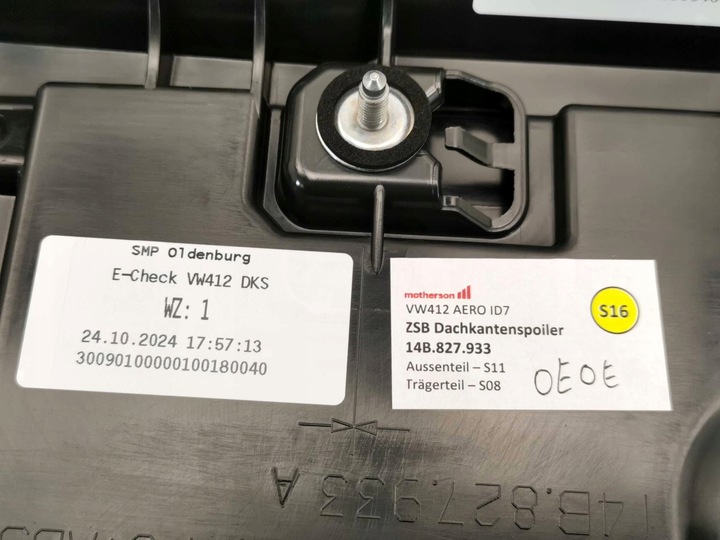 SMP Oldenburg
E-Check VW412 DKS
WZ: 1
24.10.2024 17:57:13
30090100000100180040
motherson
VW412 AERO ID7
ZSB Dachkantenspoiler
14B.827.933
Aussenteil – S11
Trägerteil – S08
S16
OEOE
14B.827.933 A